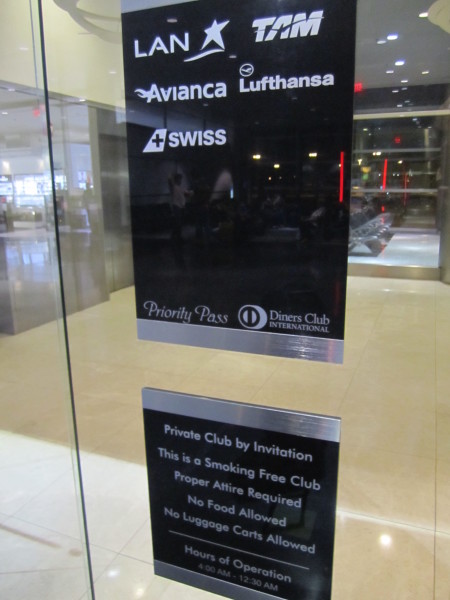 LAN TAM
Avianca Lufthansa
SWISS
Priority Pass Diners Club
INTERNATIONAL
Private Club by Invitation
This is a Smoking Free Club
Proper Attire Required
No Food Allowed
No Luggage Carts Allowed
Hours of Operation
4:00 AM - 12:30 AM